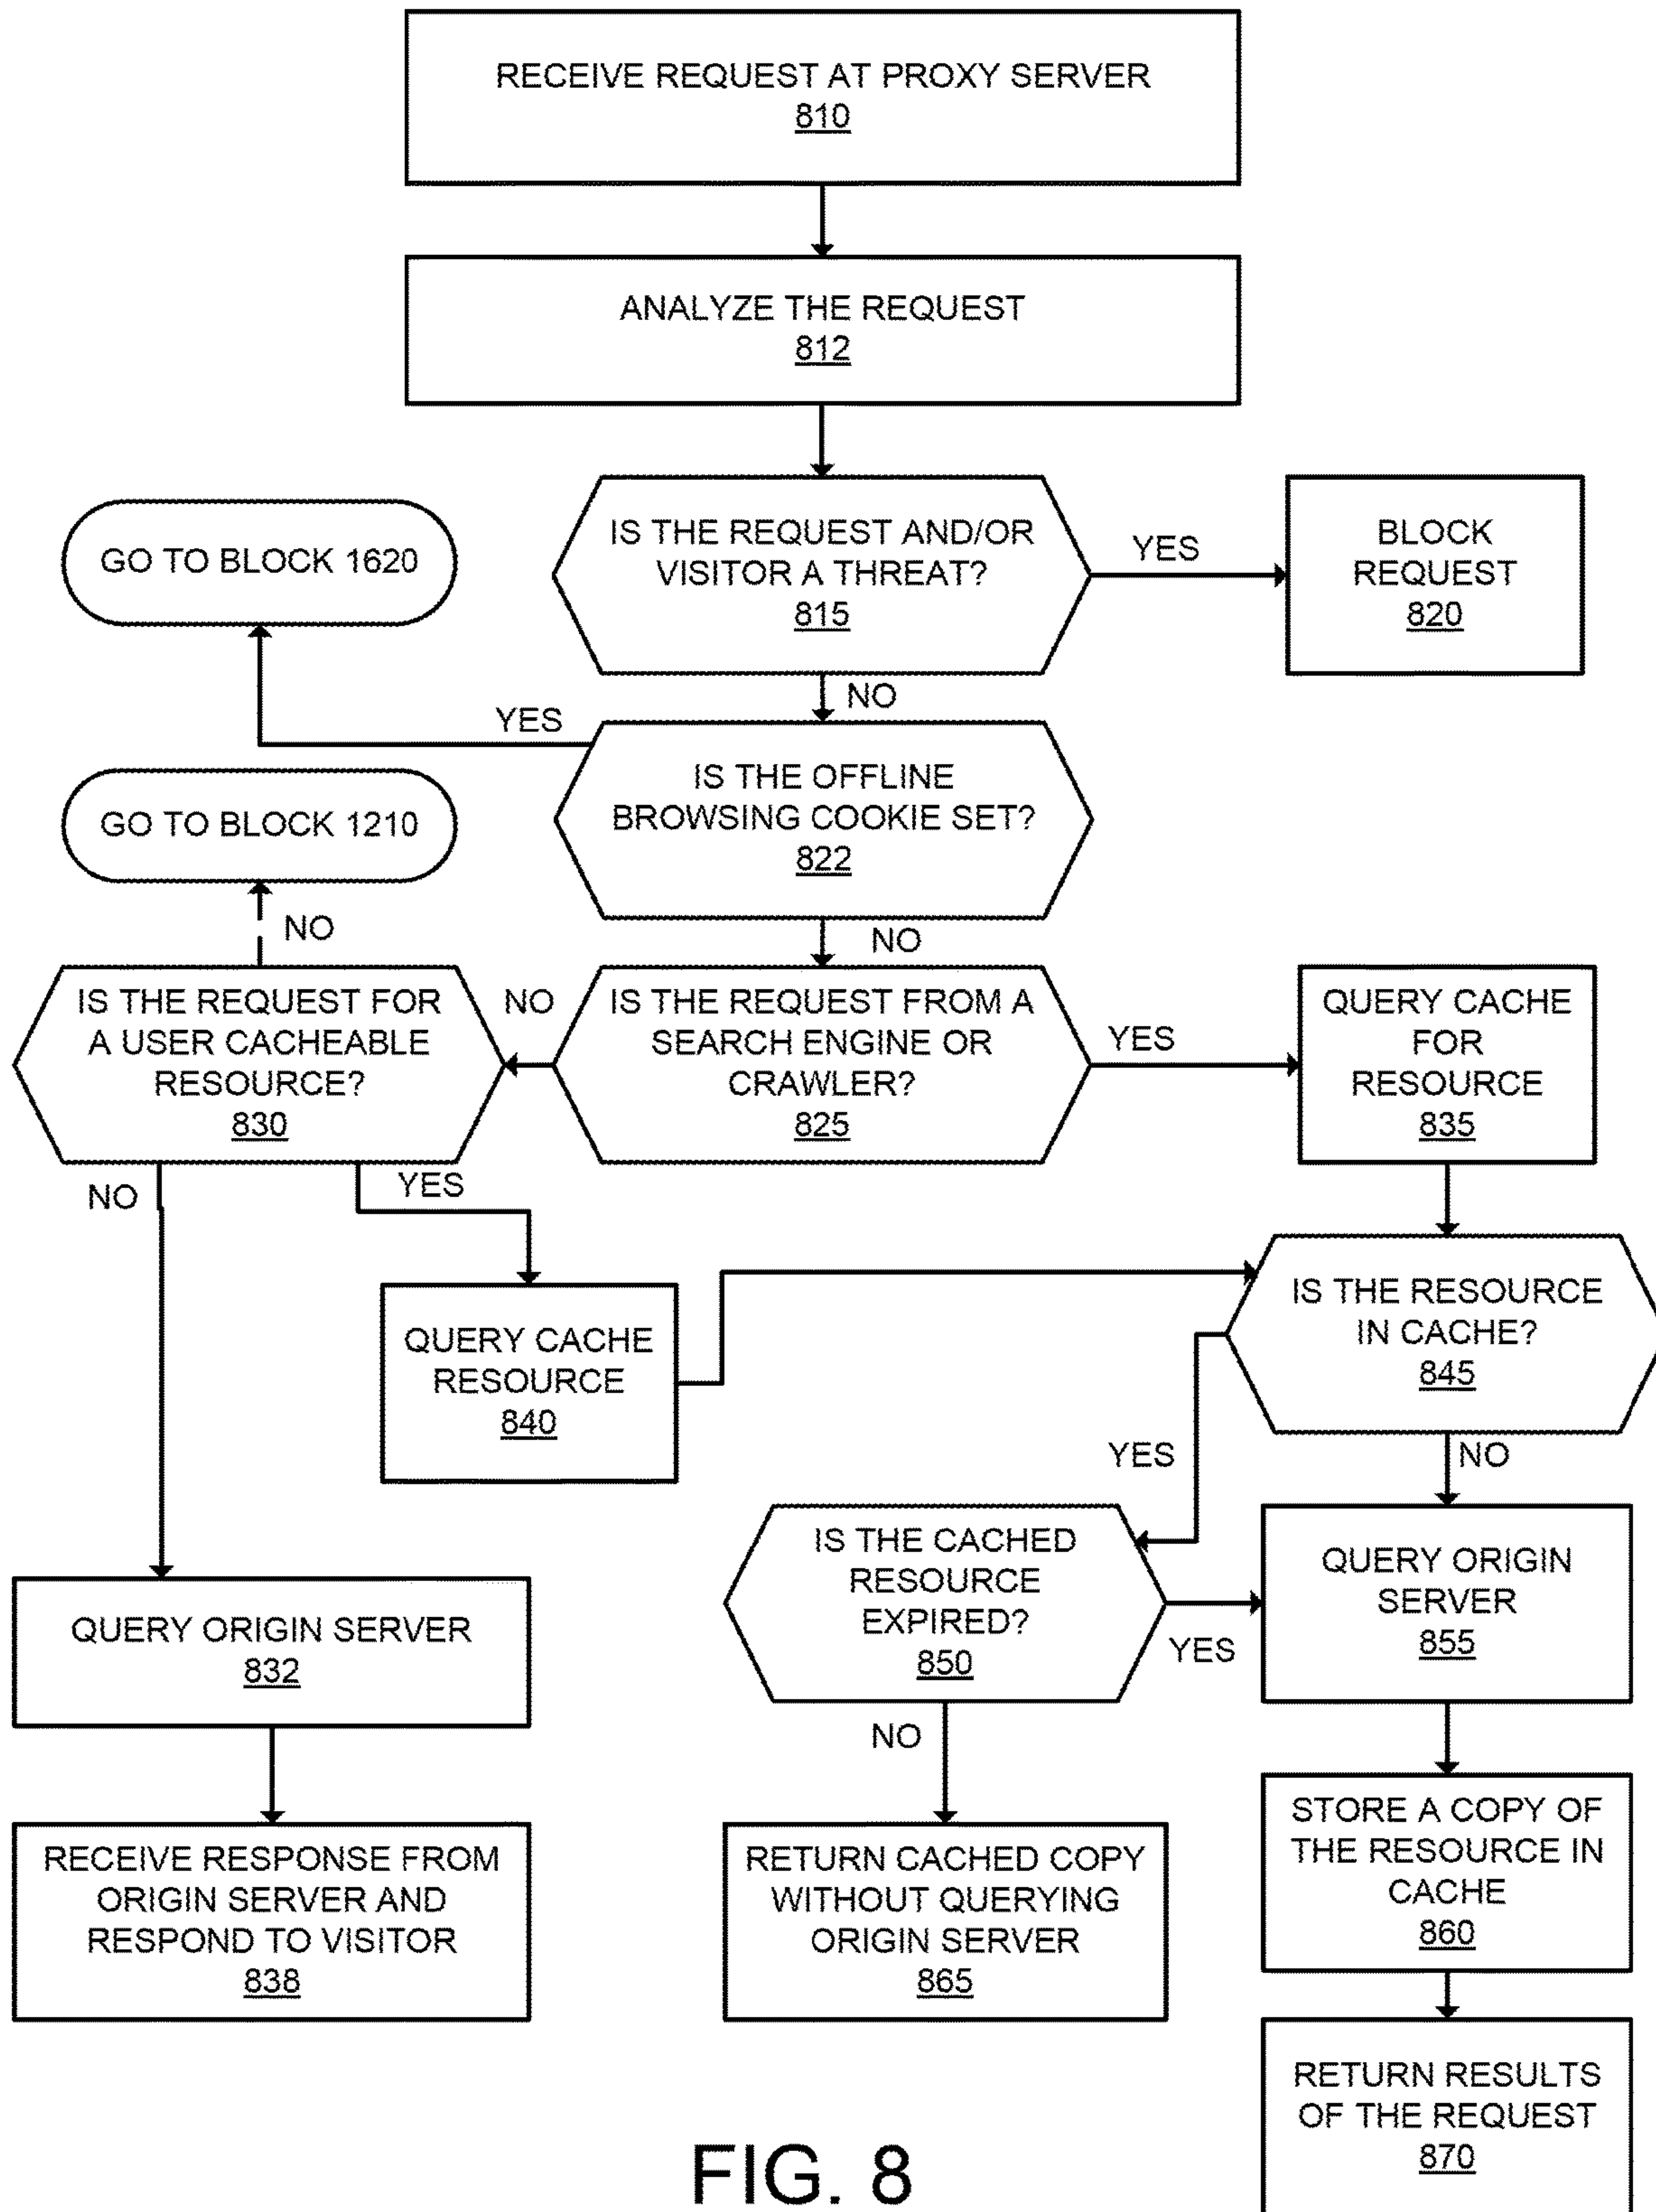 RECEIVE REQUEST AT PROXY SERVER
810
ANALYZE THE REQUEST
812
IS THE REQUEST AND/OR
VISITOR A THREAT?
815
YES
BLOCK
REQUEST
820
GO TO BLOCK 1620
NO
YES
IS THE OFFLINE
BROWSING COOKIE SET?
822
GO TO BLOCK 1210
NO
NO
IS THE REQUEST FOR
A USER CACHEABLE
RESOURCE?
830
NO
IS THE REQUEST FROM A
SEARCH ENGINE OR
CRAWLER?
825
YES
QUERY CACHE
FOR
RESOURCE
835
NO
YES
QUERY CACHE
RESOURCE
840
IS THE RESOURCE
IN CACHE?
845
YES
NO
IS THE CACHED
RESOURCE
EXPIRED?
850
YES
QUERY ORIGIN
SERVER
855
QUERY ORIGIN SERVER
832
NO
RECEIVE RESPONSE FROM
ORIGIN SERVER AND
RESPOND TO VISITOR
838
RETURN CACHED COPY
WITHOUT QUERYING
ORIGIN SERVER
865
STORE A COPY OF
THE RESOURCE IN
CACHE
860
RETURN RESULTS
OF THE REQUEST
870
FIG. 8